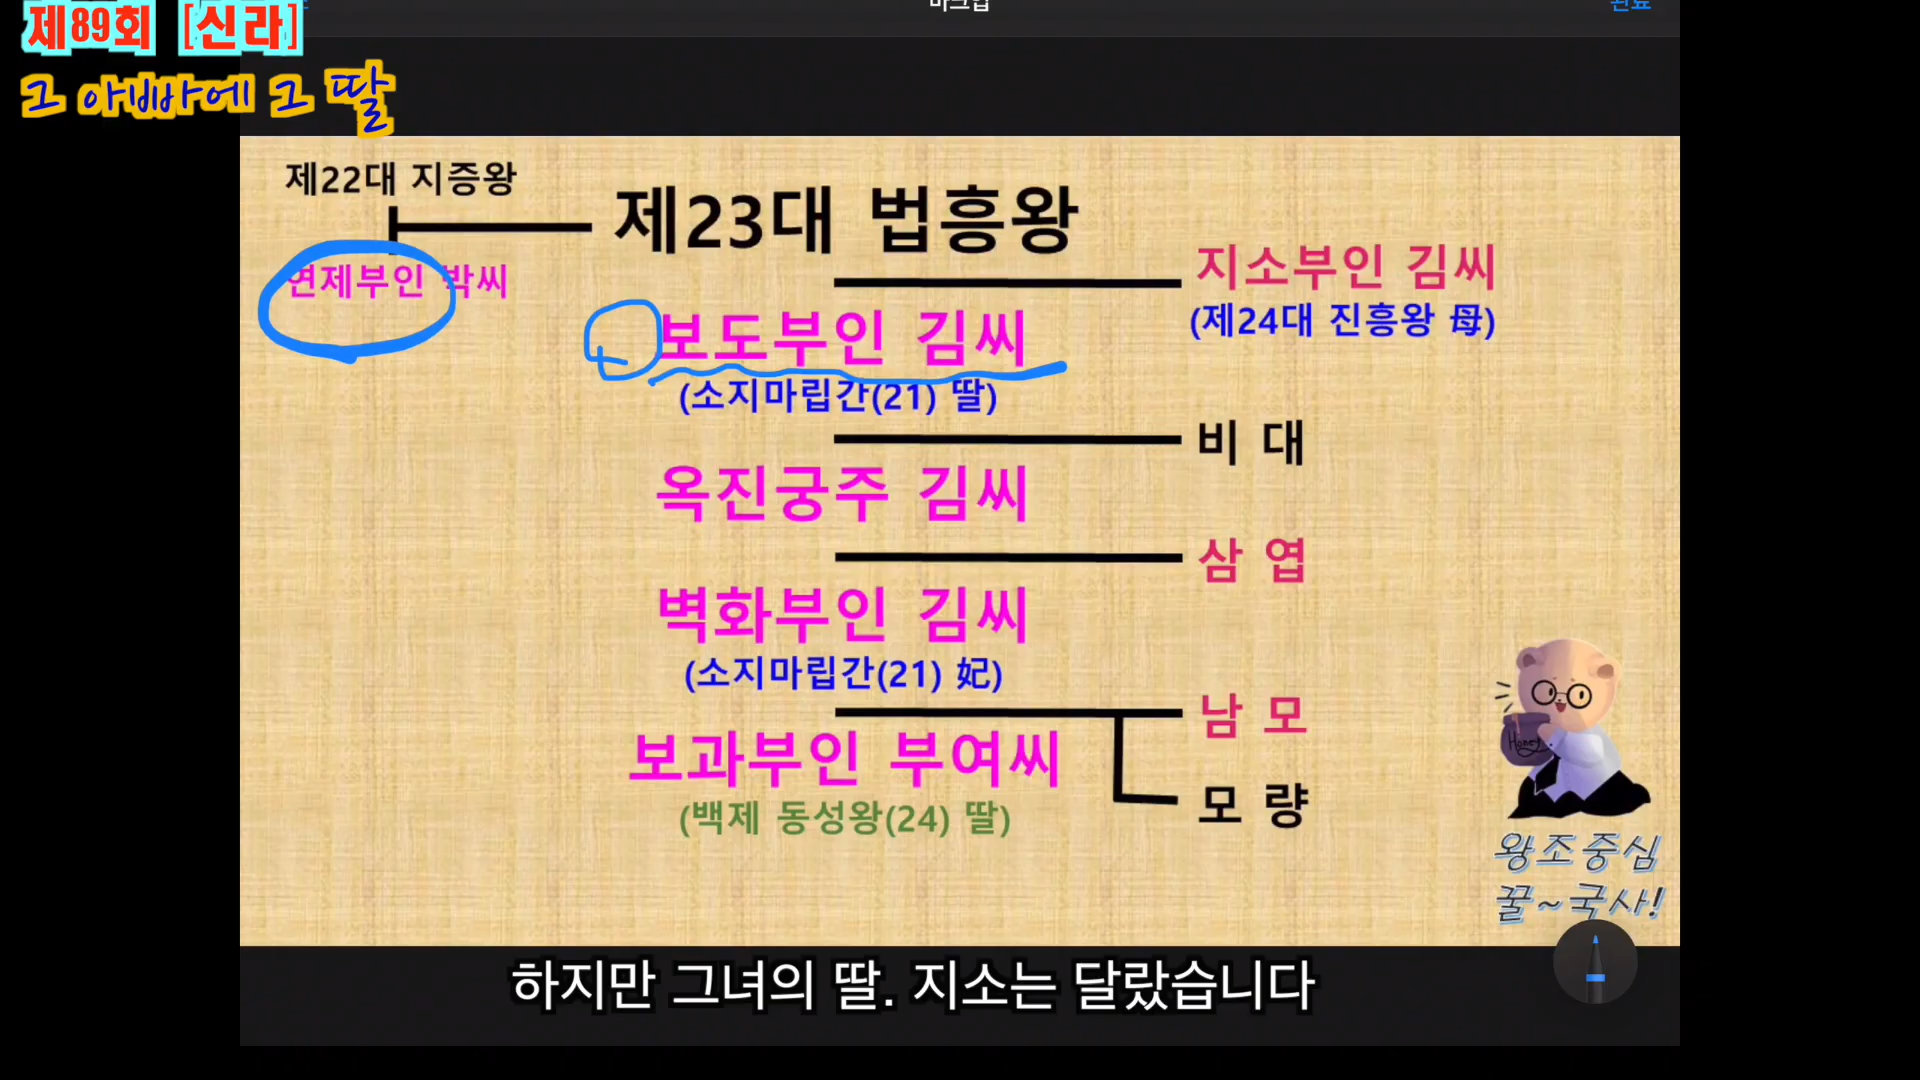 마크업
완료
제89회 [신라]
그 아빠에 그 딸
제22대 지증왕
연제부인 박씨
제23대 법흥왕
지소부인 김씨
(제24대 진흥왕 母)
보도부인 김씨
(소지마립간(21) 딸)
비 대
옥진궁주 김씨
삼 엽
벽화부인 김씨
(소지마립간(21) 妃)
남 모
보과부인 부여씨
모 량
(백제 동성왕(24) 딸)
Honey
왕조중심
꿀~국사!
하지만 그녀의 딸. 지소는 달랐습니다